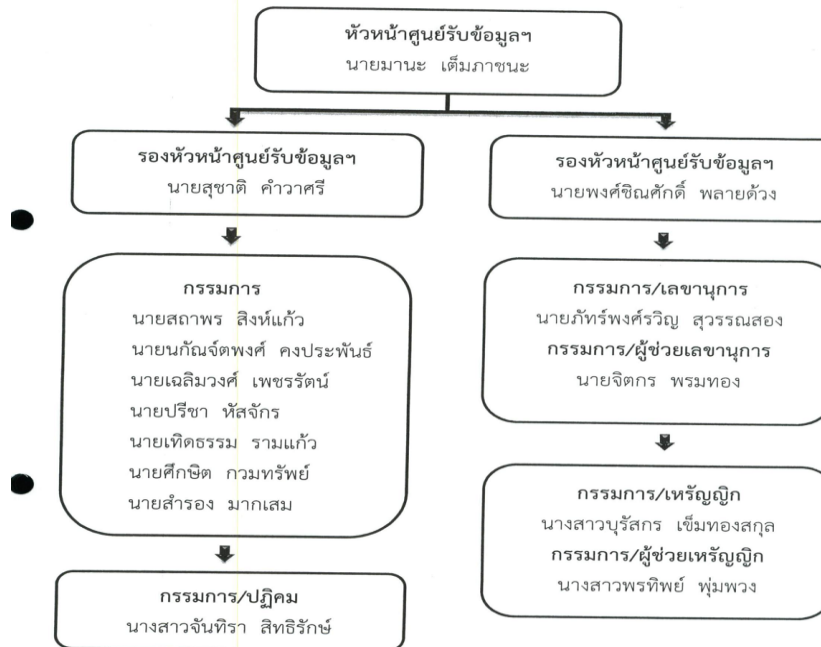 หัวหน้าศูนย์รับข้อมูลฯ
นายมานะ เต็มภาชนะ
รองหัวหน้าศูนย์รับข้อมูลฯ
นายสุชาติ คำวาศรี
รองหัวหน้าศูนย์รับข้อมูลฯ
นายพงศ์ชิณศักดิ์ พลายด้วง
กรรมการ
นายสถาพร สิงห์แก้ว
นายนกัณจ์ตพงศ์ คงประพันธ์
นายเฉลิมวงศ์ เพชรรัตน์
นายปรีชา หัสจักร
นายเทิดธรรม รามแก้ว
นายศึกษิต กวมทรัพย์
นายสำรอง มากเสม
กรรมการ/ปฏิคม
นางสาวจันทิรา สิทธิรักษ์
กรรมการ/เลขานุการ
นายภัทร์พงศ์รวิญ สุวรรณสอง
กรรมการ/ผู้ช่วยเลขานุการ
นายจิตกร พรมทอง
กรรมการ/เหรัญญิก
นางสาวบุรัสกร เข็มทองสกุล
กรรมการ/ผู้ช่วยเหรัญญิก
นางสาวพรทิพย์ พุ่มพวง